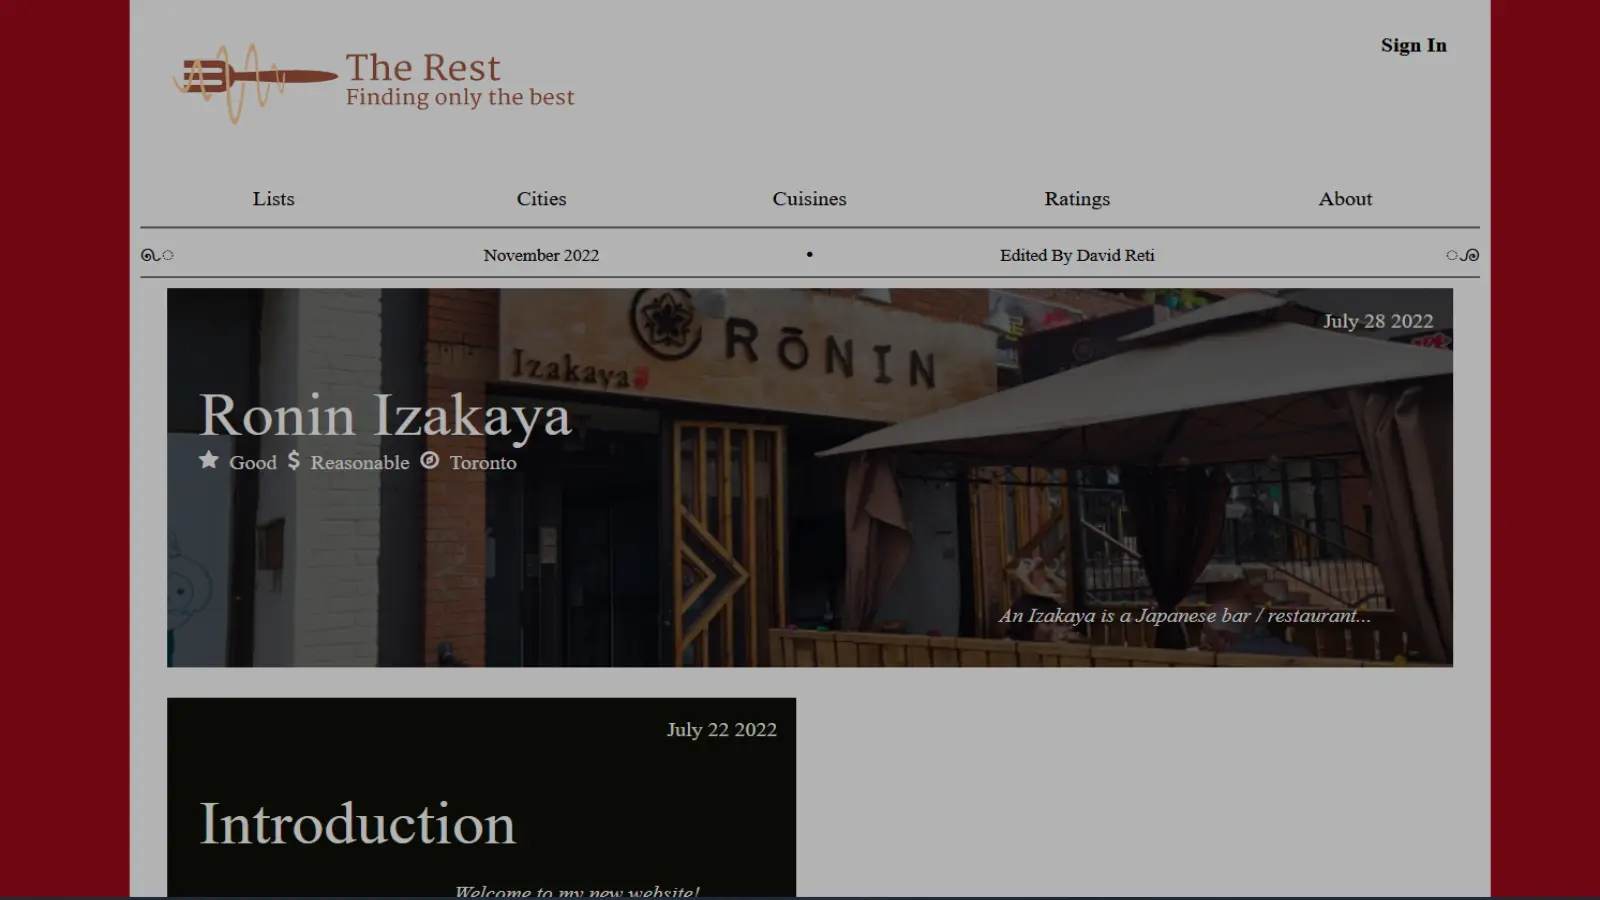 The Rest
Finding only the best
Sign In
Lists Cities Cuisines Ratings About
November 2022 • Edited By David Reti
July 28 2022
RŌNIN
Izakaya
Ronin Izakaya
Good $ Reasonable Toronto
An Izakaya is a Japanese bar / restaurant...
July 22 2022
Introduction
Welcome to my new website!